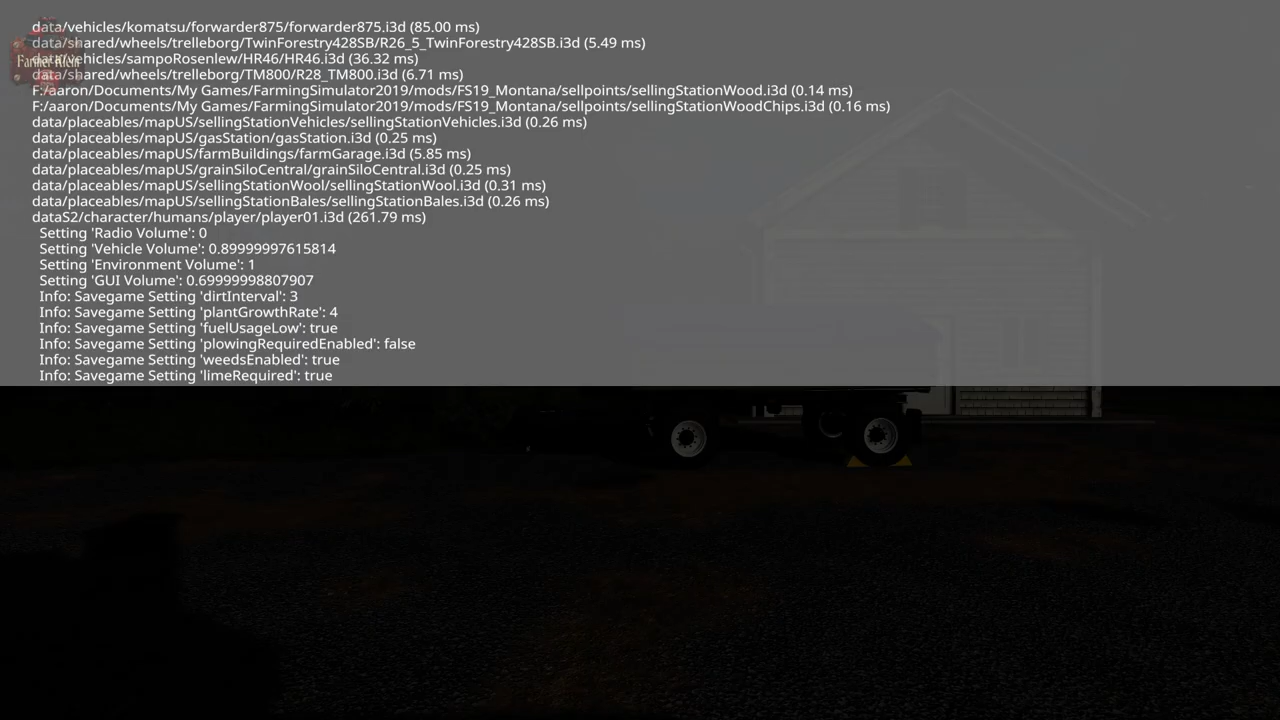 data/vehicles/komatsu/forwarder875/forwarder875.i3d (85.00 ms)
data/shared/wheels/trelleborg/TwinForestry428SB/R26_5_TwinForestry428SB.i3d (5.49 ms)
data/vehicles/sampoRosenlew/HR46/HR46.i3d (36.32 ms)
Farmer Klein
data/shared/wheels/trelleborg/TM800/R28_TM800.i3d (6.71 ms)
F:/aaron/Documents/My Games/FarmingSimulator2019/mods/FS19_Montana/sellpoints/sellingStationWood.i3d (0.14 ms)
F:/aaron/Documents/My Games/FarmingSimulator2019/mods/FS19_Montana/sellpoints/sellingStationWoodChips.i3d (0.16 ms)
data/placeables/mapUS/sellingStationVehicles/sellingStationVehicles.i3d (0.26 ms)
data/placeables/mapUS/gasStation/gasStation.i3d (0.25 ms)
data/placeables/mapUS/farmBuildings/farmGarage.i3d (5.85 ms)
data/placeables/mapUS/grainSiloCentral/grainSiloCentral.i3d (0.25 ms)
data/placeables/mapUS/sellingStationWool/sellingStationWool.i3d (0.31 ms)
data/placeables/mapUS/sellingStationBales/sellingStationBales.i3d (0.26 ms)
dataS2/character/humans/player/player01.i3d (261.79 ms)
Setting 'Radio Volume': 0
Setting 'Vehicle Volume': 0.89999997615814
Setting 'Environment Volume': 1
Setting 'GUI Volume': 0.69999998807907
Info: Savegame Setting 'dirtInterval': 3
Info: Savegame Setting 'plantGrowthRate': 4
Info: Savegame Setting 'fuelUsageLow': true
Info: Savegame Setting 'plowingRequiredEnabled': false
Info: Savegame Setting 'weedsEnabled': true
Info: Savegame Setting 'limeRequired': true